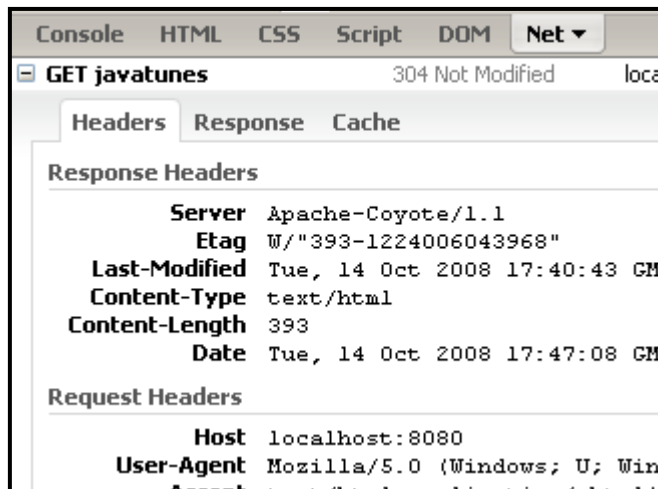 Console HTML CSS Script DOM Net
GET javatunes 304 Not Modified
Headers Response Cache
Response Headers
Server Apache-Coyote/1.1
Etag W/"393-1224006043968"
Last-Modified Tue, 14 Oct 2008 17:40:43 GM
Content-Type text/html
Content-Length 393
Date Tue, 14 Oct 2008 17:47:08 GM
Request Headers
Host localhost:8080
User-Agent Mozilla/5.0 (Windows; U; Win